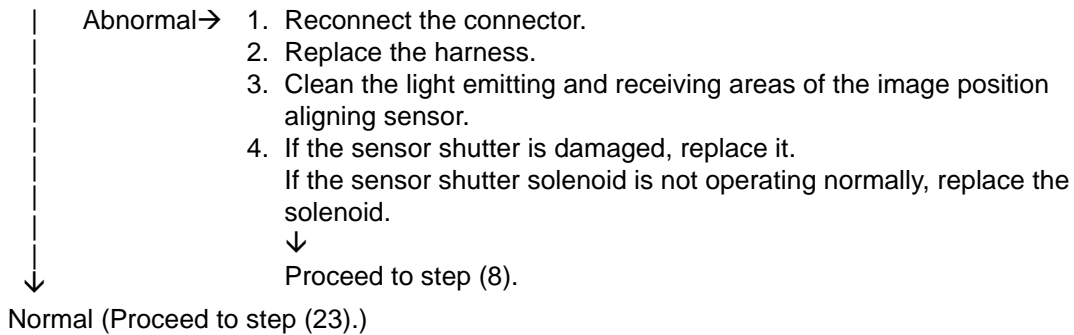 Abnormal→ 1. Reconnect the connector.
2. Replace the harness.
3. Clean the light emitting and receiving areas of the image position
aligning sensor.
4. If the sensor shutter is damaged, replace it.
If the sensor shutter solenoid is not operating normally, replace the
solenoid.
↓
Proceed to step (8).
Normal (Proceed to step (23).)